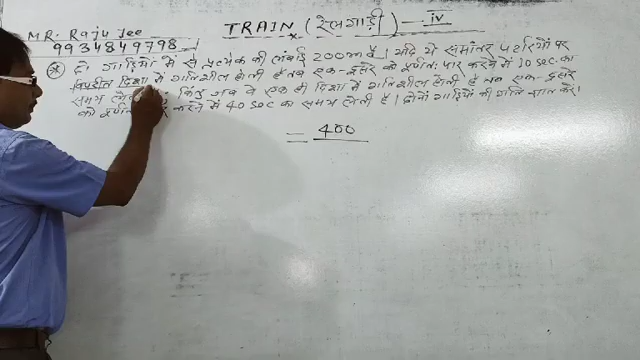 MR. Raju Jee
9934849798
TRAIN (रेलगाड़ी) - iv
* दो गाड़ियों में से प्रत्येक की लंबाई 200m है। यदि ये समांतर पटरियों पर
विपरीत दिशा में गतिशील होती है तब एक-दूसरे को पूर्णतः पार करने में 10 sec. का
समय किन्तु जब वे एक ही दिशा में गतिशील होती है तब एक-दूसरे
को करने में 40 sec का समय लेती है। दोनों गाड़ियों की गति ज्ञात करें।
= 400